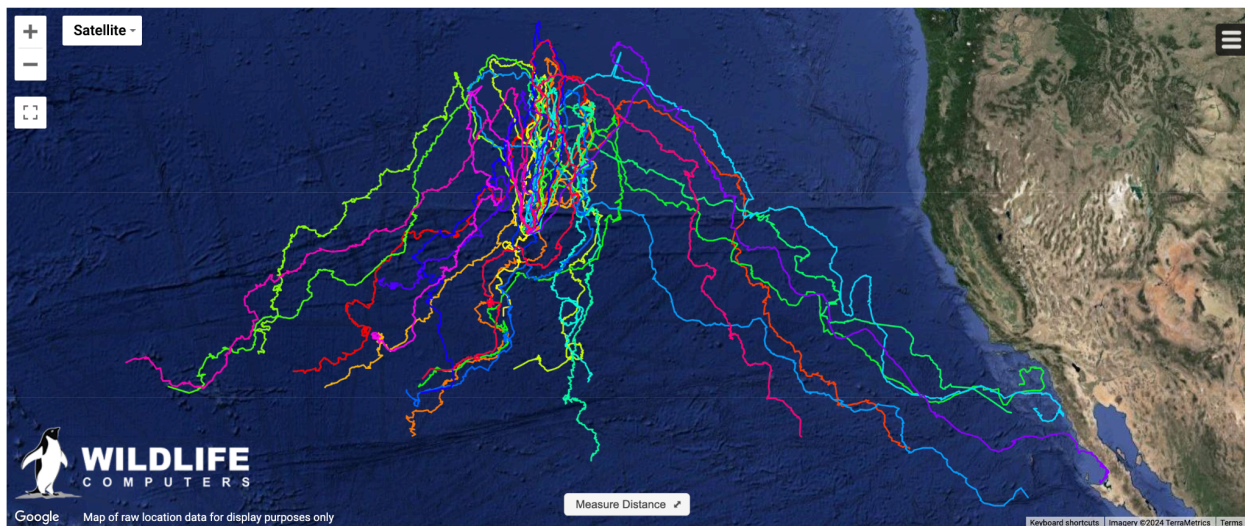 +
Satellite
−
WILDLIFE
COMPUTERS
Measure Distance
Google
Map of raw location data for display purposes only
Keyboard shortcuts
Imagery ©2024 TerraMetrics
Terms